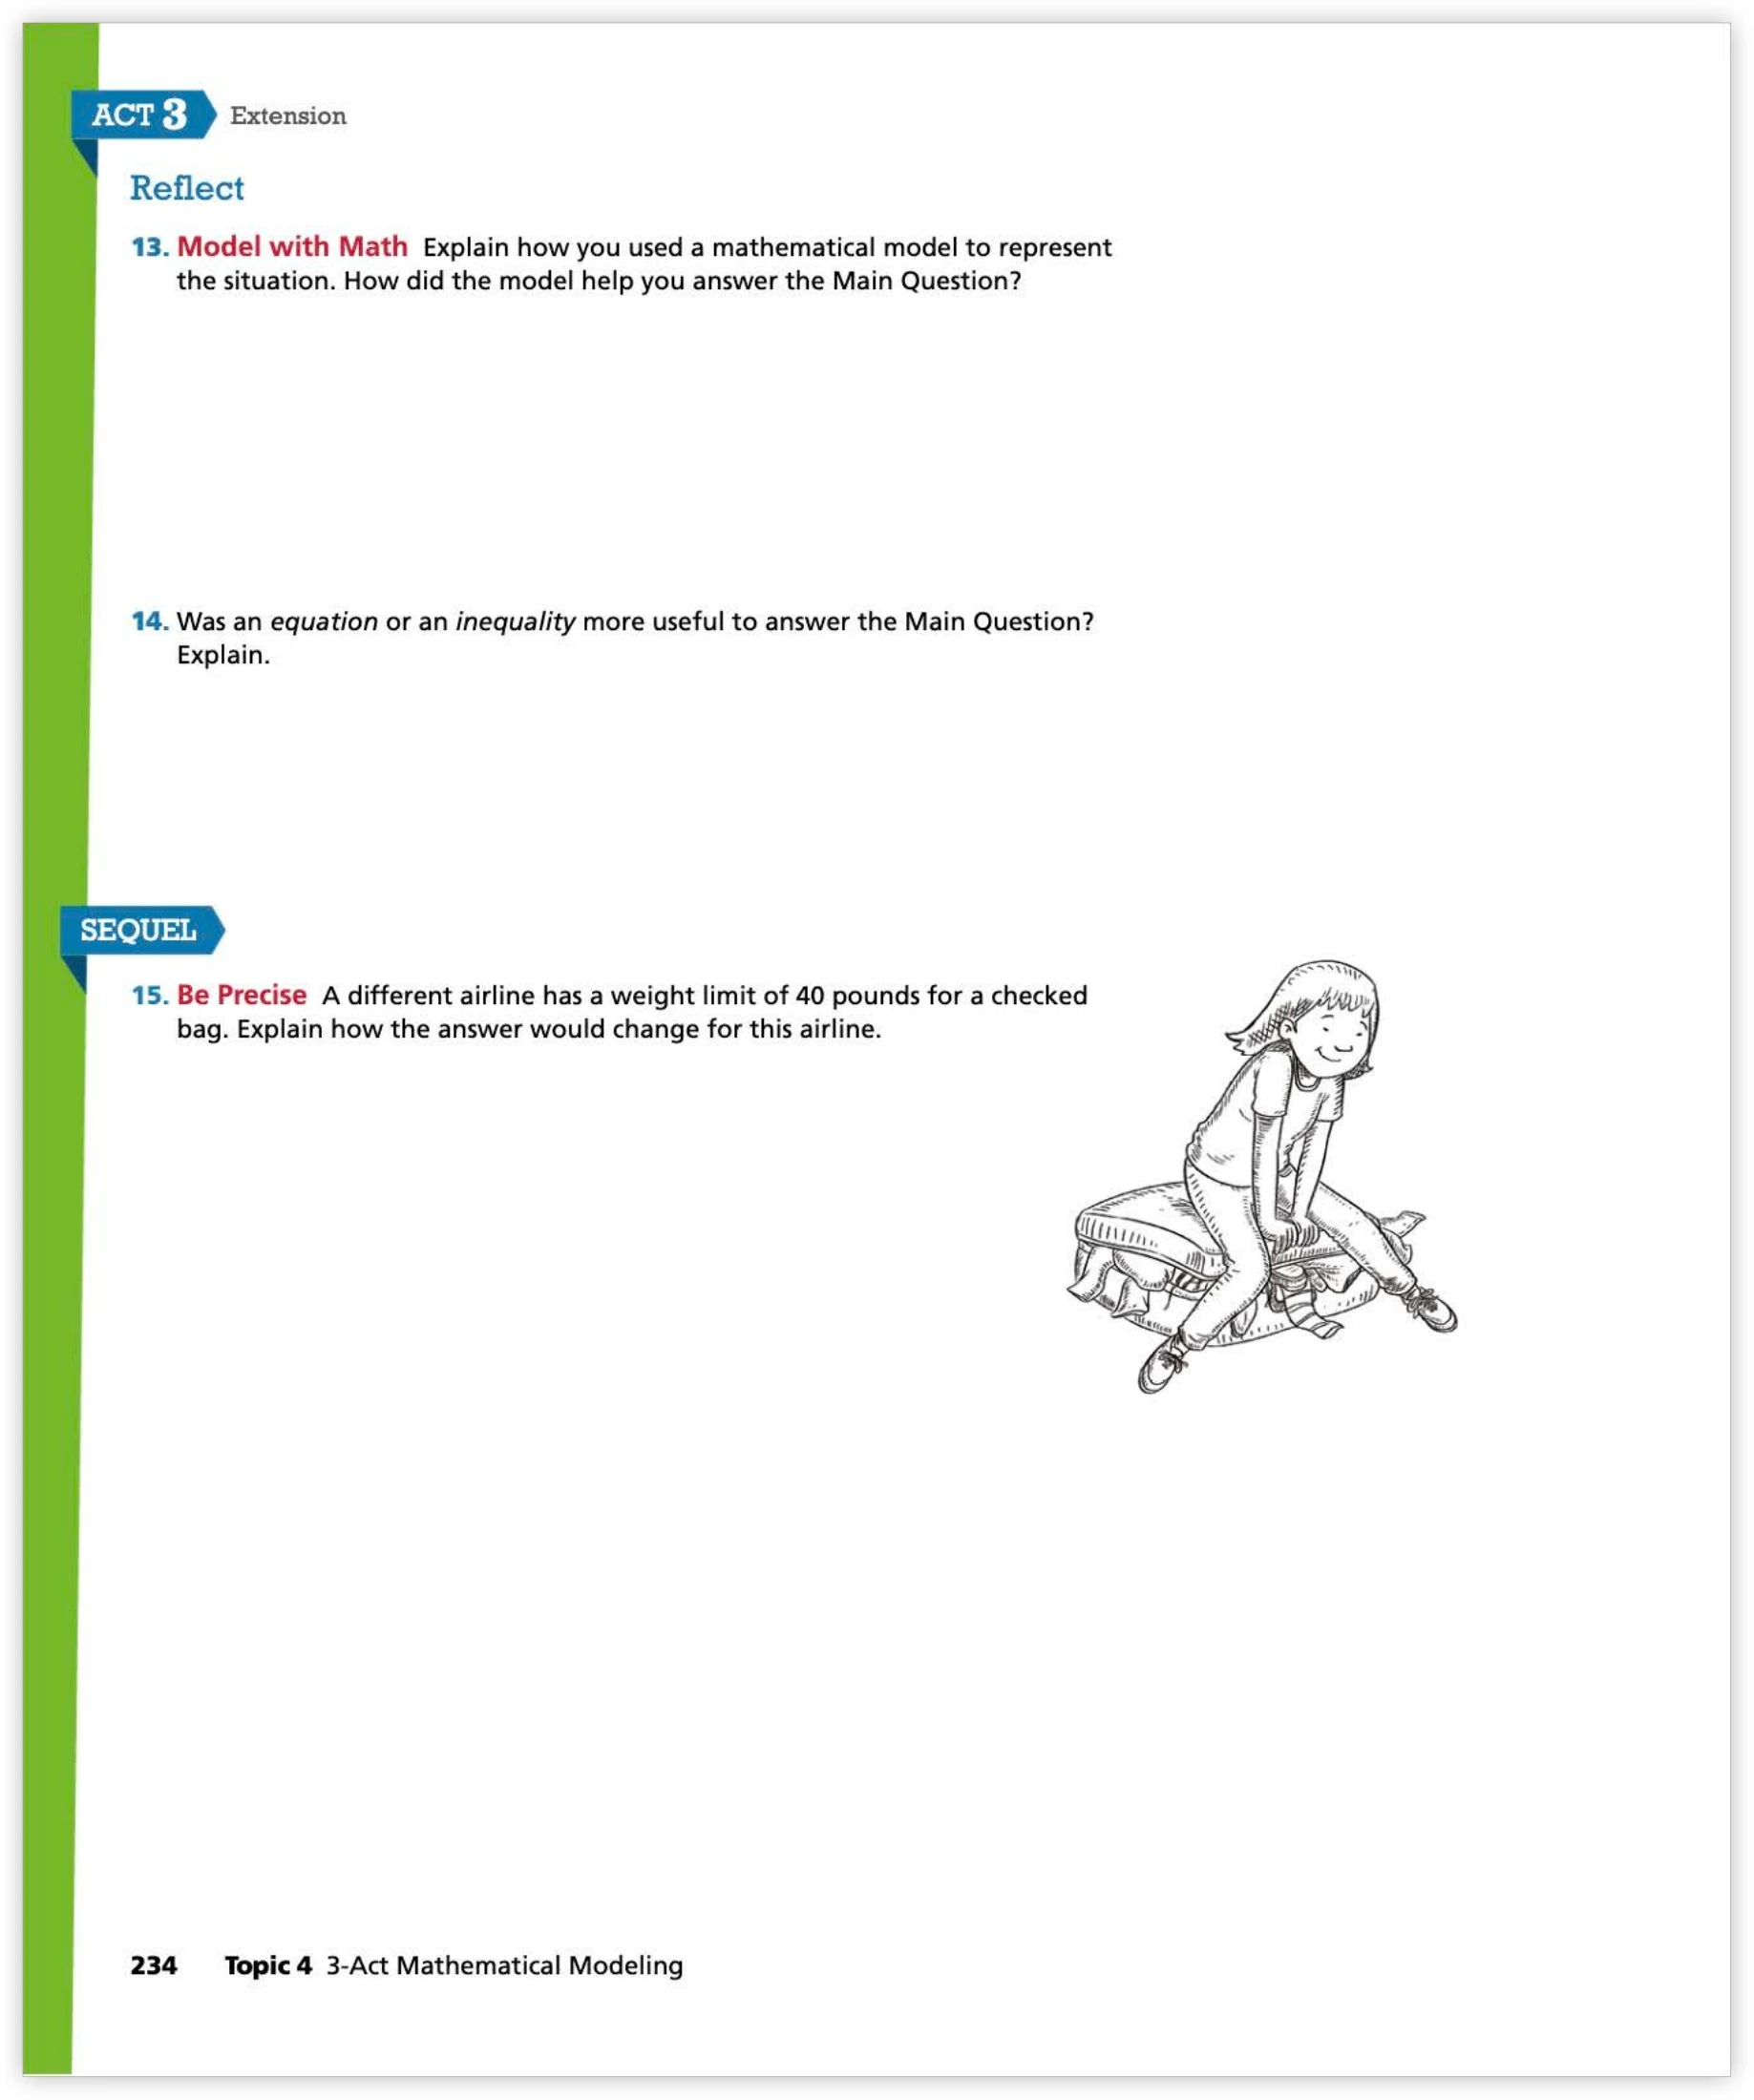 ACT 3 Extension
Reflect
13. Model with Math Explain how you used a mathematical model to represent
the situation. How did the model help you answer the Main Question?
14. Was an equation or an inequality more useful to answer the Main Question?
Explain.
SEQUEL
15. Be Precise A different airline has a weight limit of 40 pounds for a checked
bag. Explain how the answer would change for this airline.
234 Topic 4 3-Act Mathematical Modeling